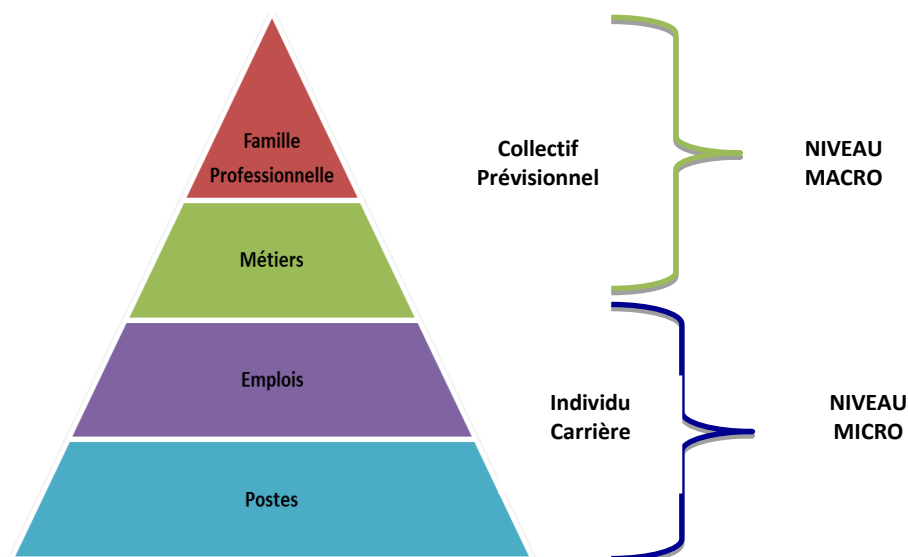 Famille
Professionnelle
Métiers
Emplois
Postes
Collectif
Prévisionnel
NIVEAU
MACRO
Individu
Carrière
NIVEAU
MICRO